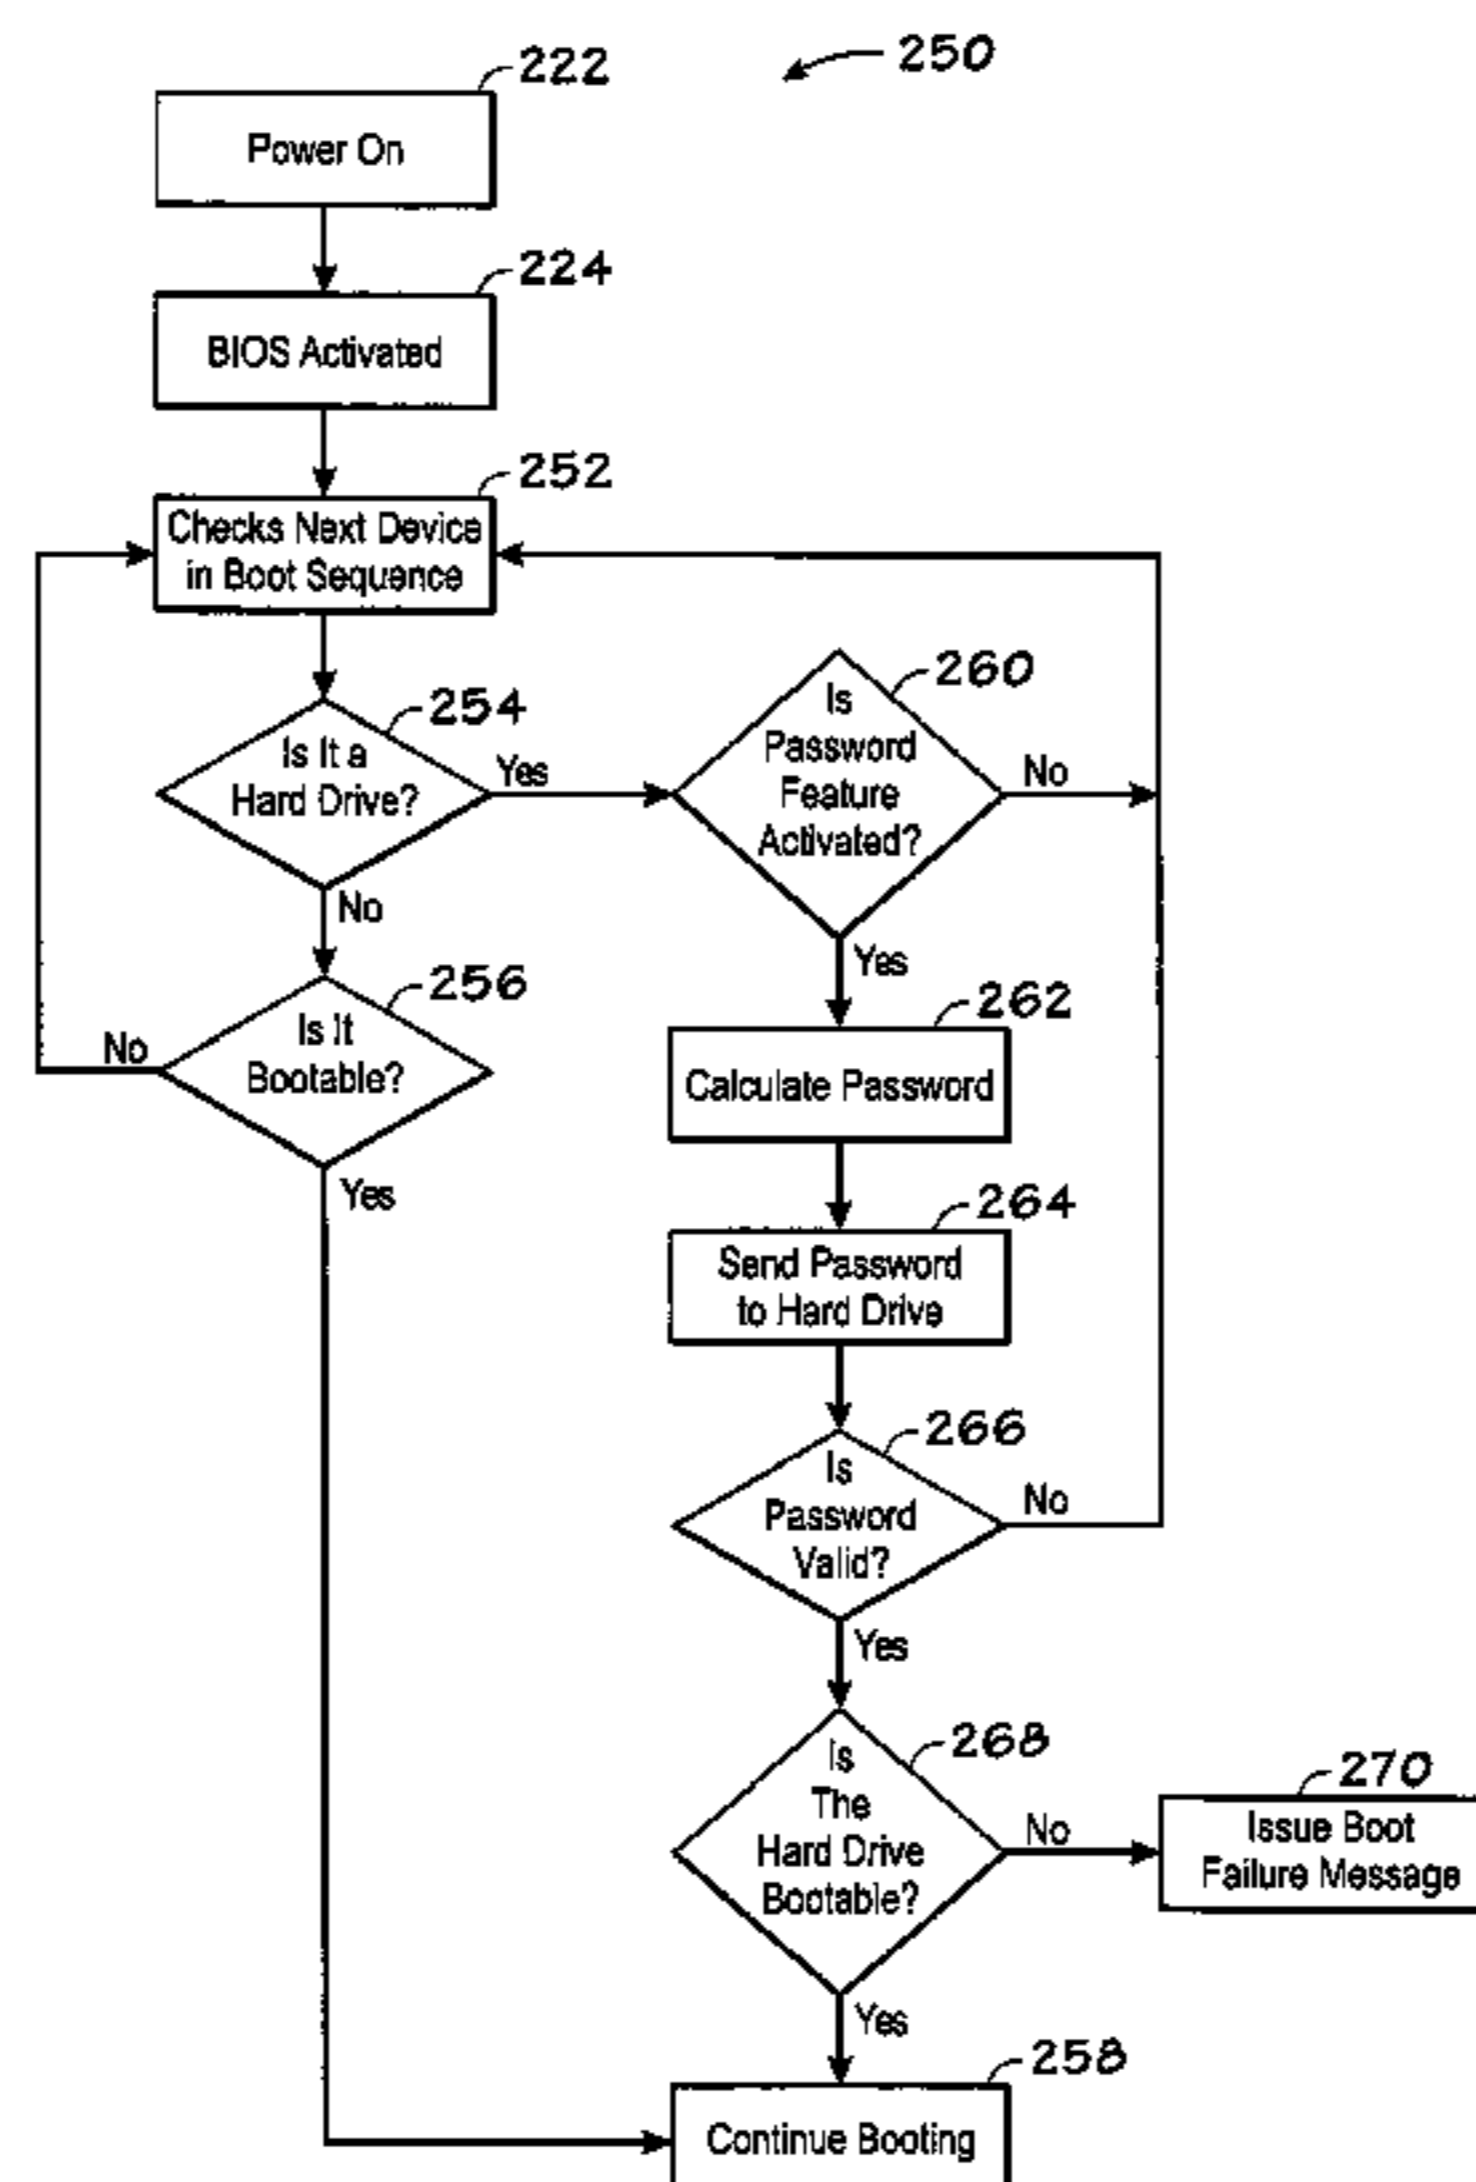 250
222
Power On
224
BIOS Activated
252
Checks Next Device
in Boot Sequence
254
Is It a
Hard Drive?
Yes
No
260
Is
Password
Feature
Activated?
No
Yes
256
Is It
Bootable?
No
Yes
262
Calculate Password
264
Send Password
to Hard Drive
266
Is
Password
Valid?
No
Yes
268
Is
The
Hard Drive
Bootable?
No
Yes
270
Issue Boot
Failure Message
258
Continue Booting